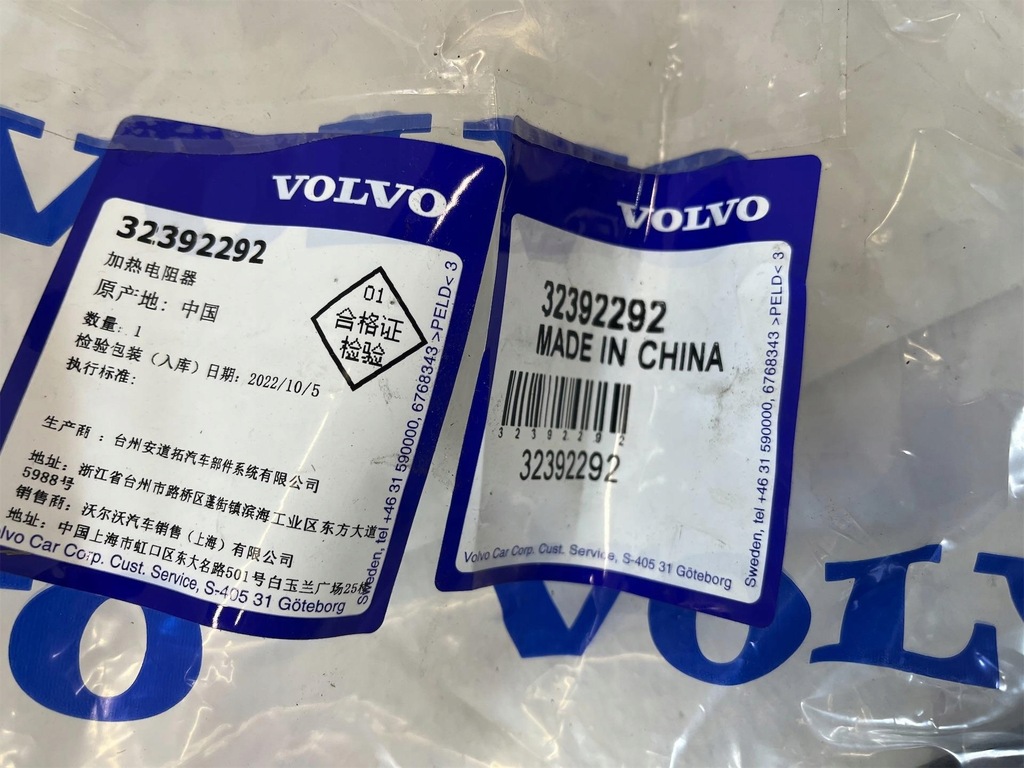 VOLVO
32392292
加热电阻器
原产地：中国
数量：1
检验包装（入库）日期：2022/10/5
执行标准：
01
合格证
检验
生产商：台州安道拓汽车部件系统有限公司
地址：浙江省台州市路桥区蓬街镇滨海工业区东方大道
5988号
销售商：沃尔沃汽车销售（上海）有限公司
地址：中国上海市虹口区东大名路501号白玉兰广场25楼
Volvo Car Corp. Cust. Service, S-405 31 Göteborg
Sweden, tel +46 31 590000, 6768343 >PELD< 3
VOLVO
32392292
MADE IN CHINA
32392292
32392292
Volvo Car Corp. Cust. Service, S-405 31 Göteborg
Sweden, tel +46 31 590000, 6768343 >PELD< 3
VOL